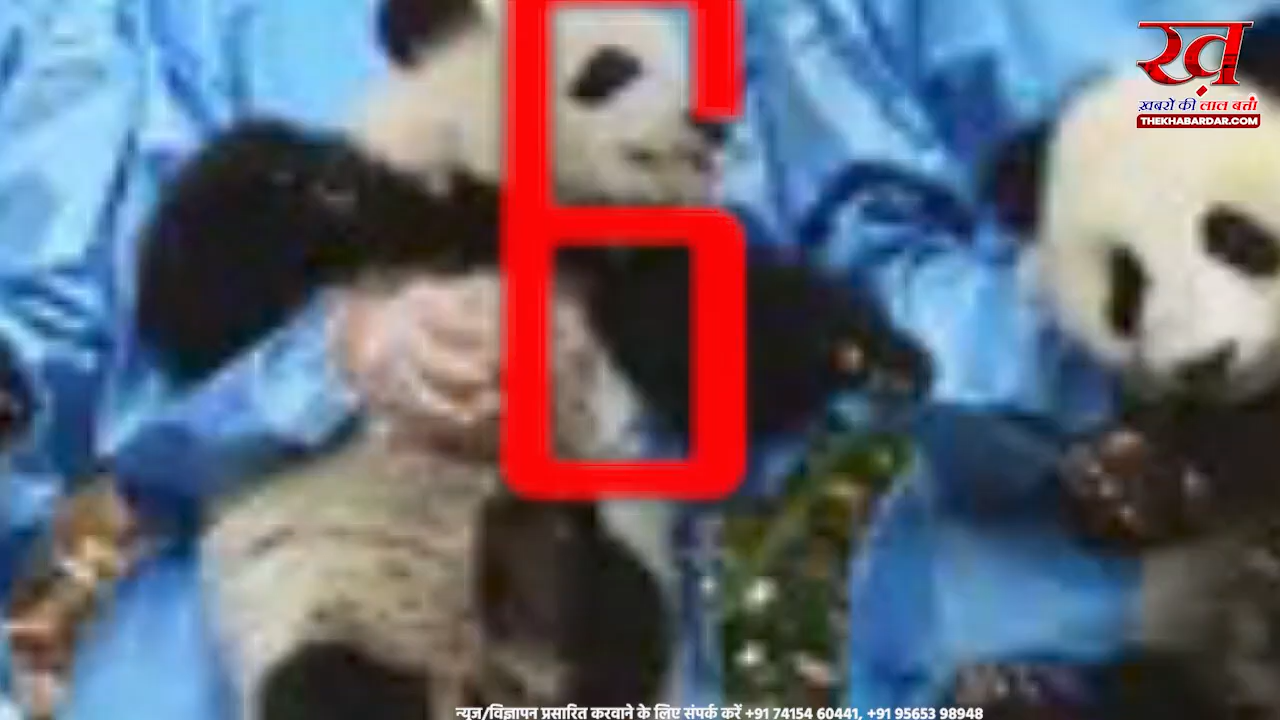 6
ख़
ख़बरों की लाल बत्ती
THEKHABARDAR.COM
न्यूज/विज्ञापन प्रसारित करवाने के लिए संपर्क करें +91 74154 60441, +91 95653 98948